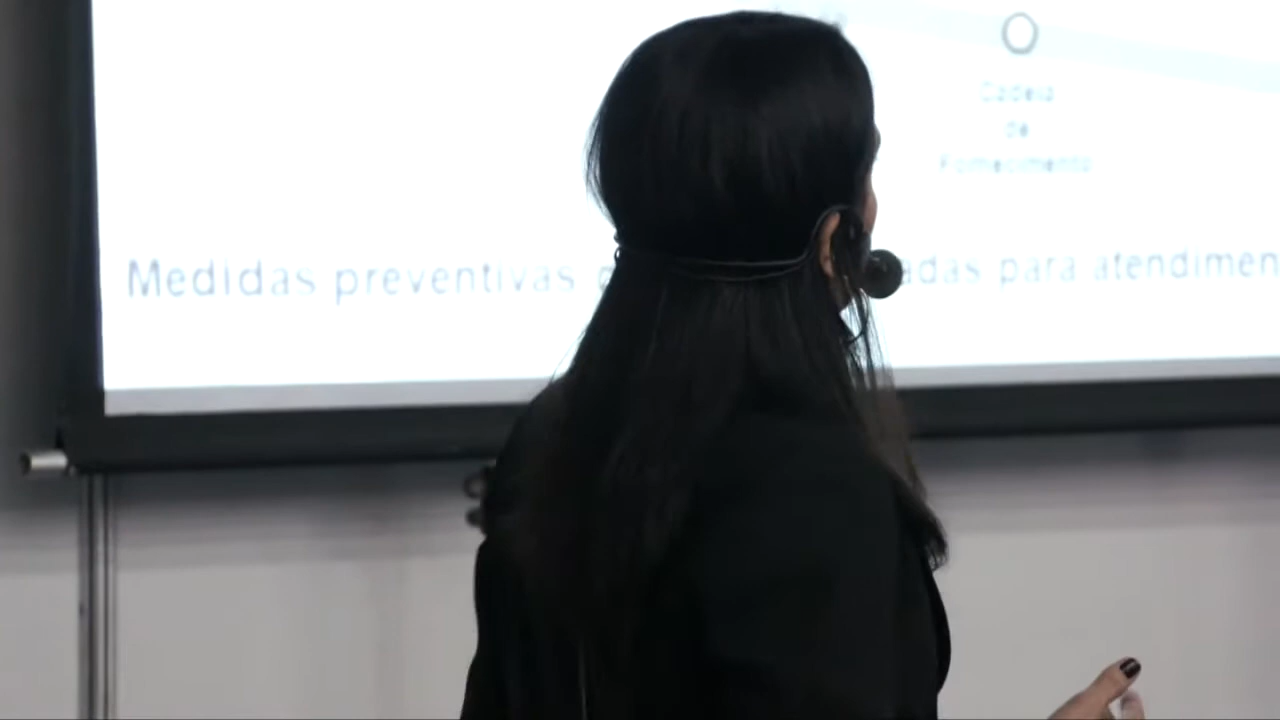 Cadeia
de
Fornecimento
Medidas preventivas adas para atendimen